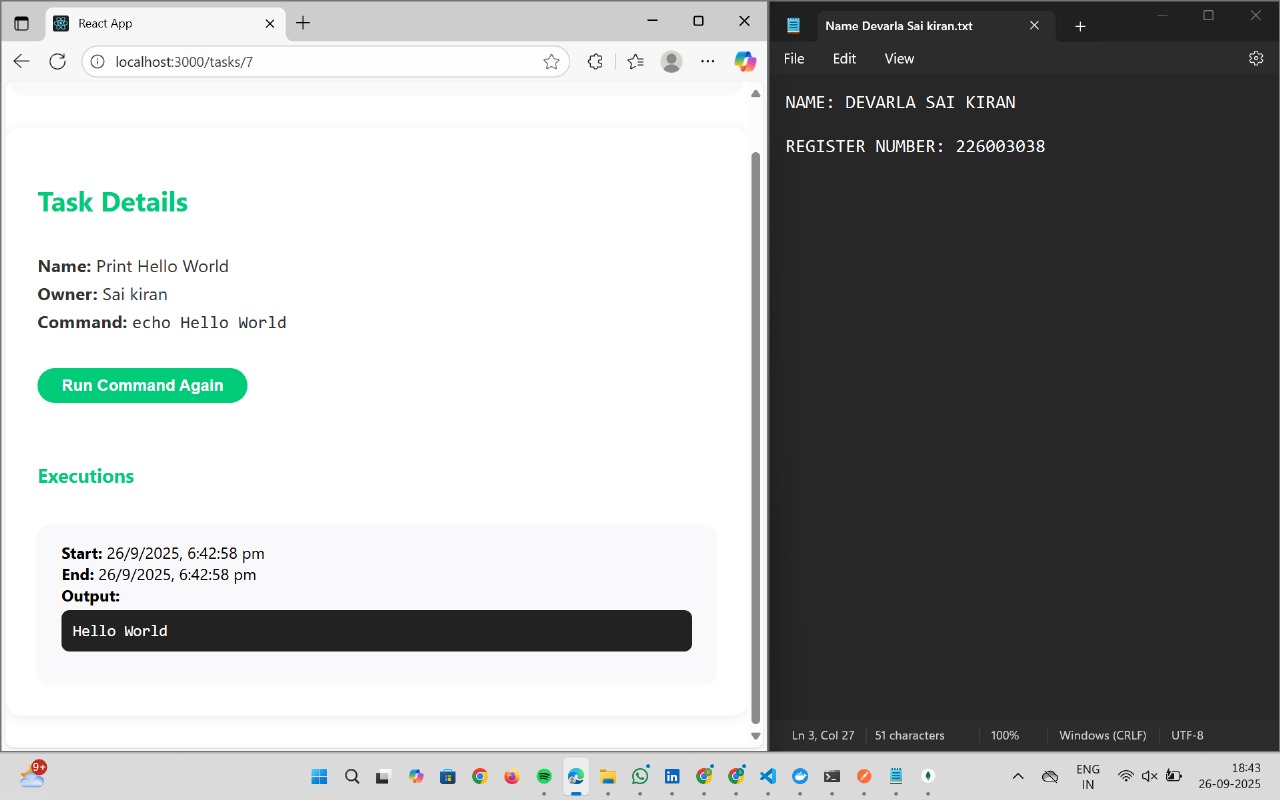 React App
localhost:3000/tasks/7
Task Details
Name: Print Hello World
Owner: Sai kiran
Command: echo Hello World
Run Command Again
Executions
Start: 26/9/2025, 6:42:58 pm
End: 26/9/2025, 6:42:58 pm
Output:
Hello World
Name Devarla Sai kiran.txt
File Edit View
NAME: DEVARLA SAI KIRAN
REGISTER NUMBER: 226003038
Ln 3, Col 27 51 characters 100% Windows (CRLF) UTF-8
9+
ENG
IN
18:43
26-09-2025